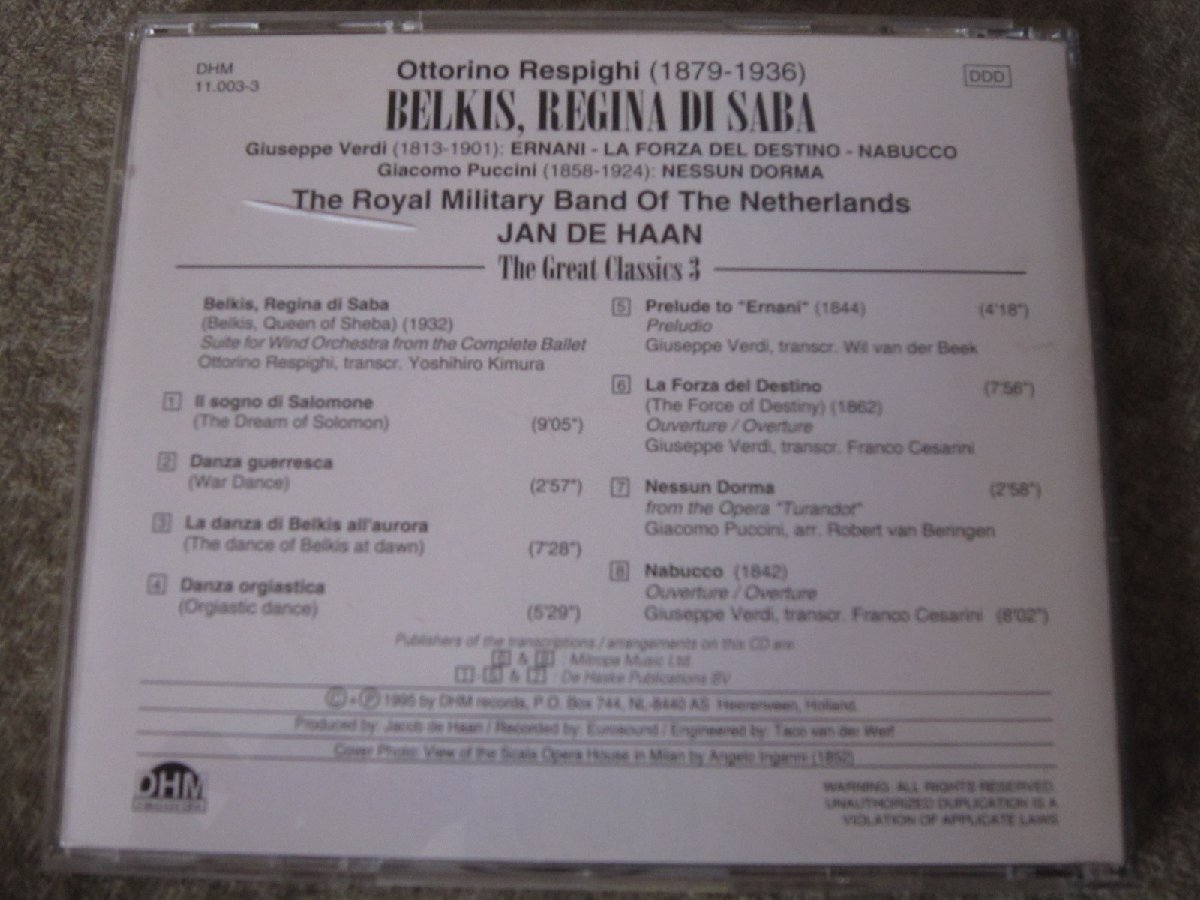 DHM
11.003-3
DDD
Ottorino Respighi (1879-1936)
BELKIS, REGINA DI SABA
Giuseppe Verdi (1813-1901): ERNANI - LA FORZA DEL DESTINO - NABUCCO
Giacomo Puccini (1858-1924): NESSUN DORMA
The Royal Military Band Of The Netherlands
JAN DE HAAN
The Great Classics 3
Belkis, Regina di Saba
(Belkis, Queen of Sheba) (1932)
Suite for Wind Orchestra from the Complete Ballet
Ottorino Respighi, transcr. Yoshihiro Kimura
1 Il sogno di Salomone
(The Dream of Solomon) (9'05")
2 Danza guerresca
(War Dance) (2'57")
3 La danza di Belkis all'aurora
(The dance of Belkis at dawn) (7'28")
4 Danza orgiastica
(Orgiastic dance) (5'29")
5 Prelude to "Ernani" (1844) (4'18")
Preludio
Giuseppe Verdi, transcr. Wil van der Beek
6 La Forza del Destino (7'56")
(The Force of Destiny) (1862)
Ouverture / Overture
Giuseppe Verdi, transcr. Franco Cesarini
7 Nessun Dorma (2'58")
from the Opera "Turandot"
Giacomo Puccini, arr. Robert van Beringen
8 Nabucco (1842)
Ouverture / Overture
Giuseppe Verdi, transcr. Franco Cesarini (8'02")
Publishers of the transcriptions / arrangements on this CD are:
6 & 8 : Mitropa Music Ltd
1 - 5 & 7 : De Haske Publications BV
© + ℗ 1995 by DHM records, P.O. Box 744, NL-8440 AS Heerenveen, Holland.
Produced by: Jacob de Haan / Recorded by: Eurosound / Engineered by: Taco van der Werf
Cover Photo: View of the Scala Opera House in Milan by Angelo Inganni (1852)
DHM
WARNING: ALL RIGHTS RESERVED.
UNAUTHORIZED DUPLICATION IS A
VIOLATION OF APPLICATE LAWS